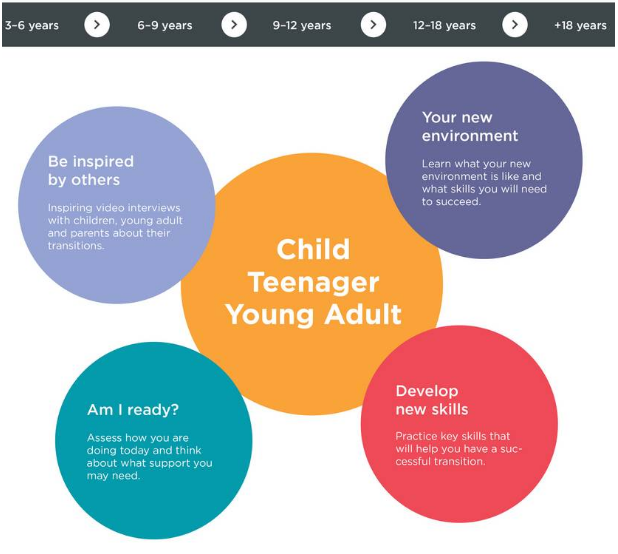 3–6 years 6–9 years 9–12 years 12–18 years +18 years
Be inspired
by others
Inspiring video interviews
with children, young adult
and parents about their
transitions.
Your new
environment
Learn what your new
environment is like and
what skills you will need
to succeed.
Child
Teenager
Young Adult
Am I ready?
Assess how you are
doing today and think
about what support you
may need.
Develop
new skills
Practice key skills that
will help you have a suc-
cessful transition.